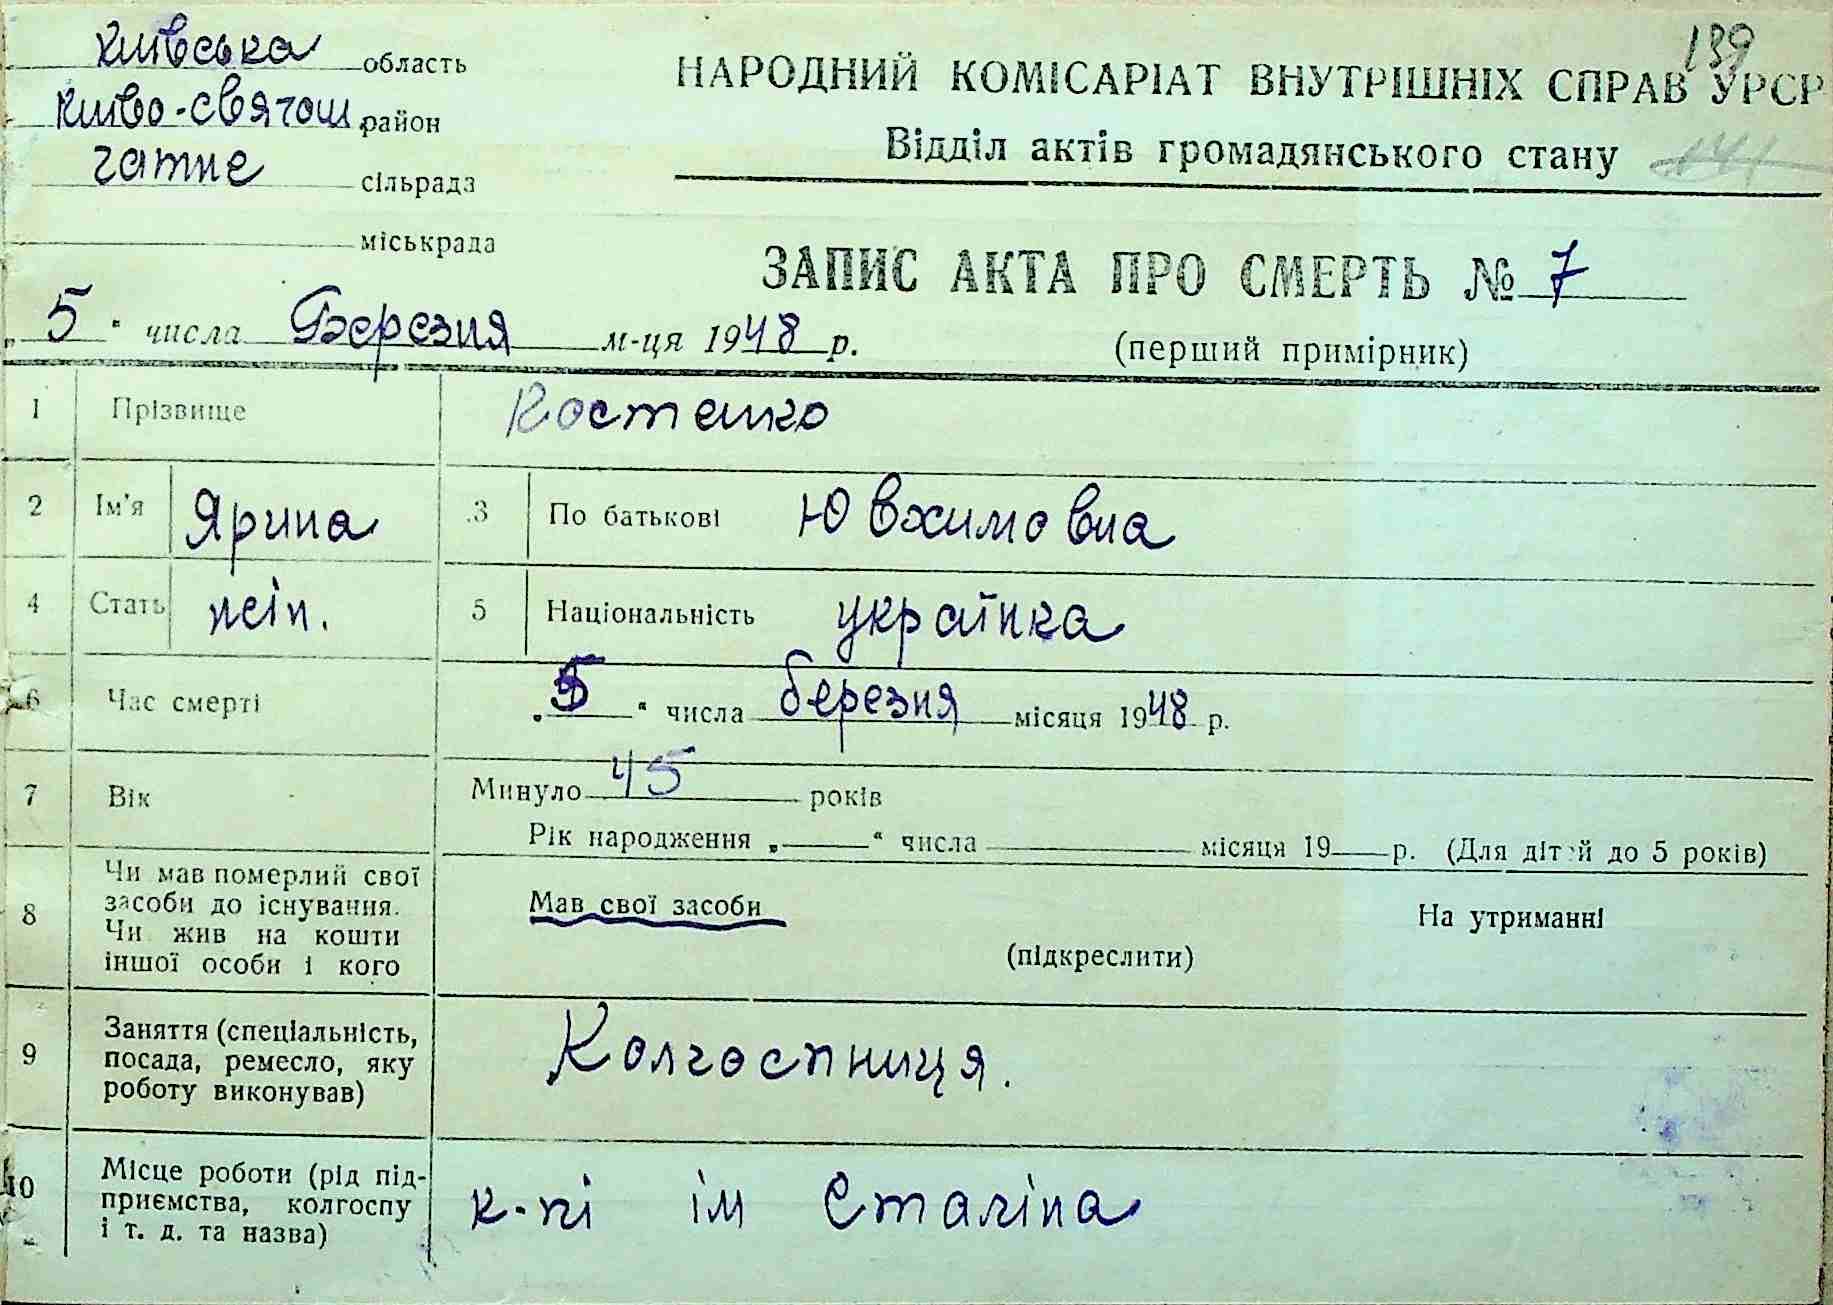 Київська область
Києво-Святош. район
Гатне сільрада
міськрада
139
НАРОДНИЙ КОМІСАРІАТ ВНУТРІШНІХ СПРАВ УРСР
Відділ актів громадянського стану 141
ЗАПИС АКТА ПРО СМЕРТЬ № 7
(перший примірник)
„5“ числа Березня м-ця 1948 р.
1 Прізвище Костенко
2 Ім'я Ярина 3 По батькові Ювхимовна
4 Стать жін. 5 Національність українка
6 Час смерті „5“ числа березня місяця 1948 р.
7 Вік Минуло 45 років
Рік народження „ “ числа місяця 19 р. (Для дітей до 5 років)
8 Чи мав померлий свої
засоби до існування.
Чи жив на кошти
іншої особи і кого
Мав свої засоби На утриманні
(підкреслити)
9 Заняття (спеціальність,
посада, ремесло, яку
роботу виконував)
Колгоспниця.
10 Місце роботи (рід під-
приємства, колгоспу
і т. д. та назва)
к-пі ім Сталіна